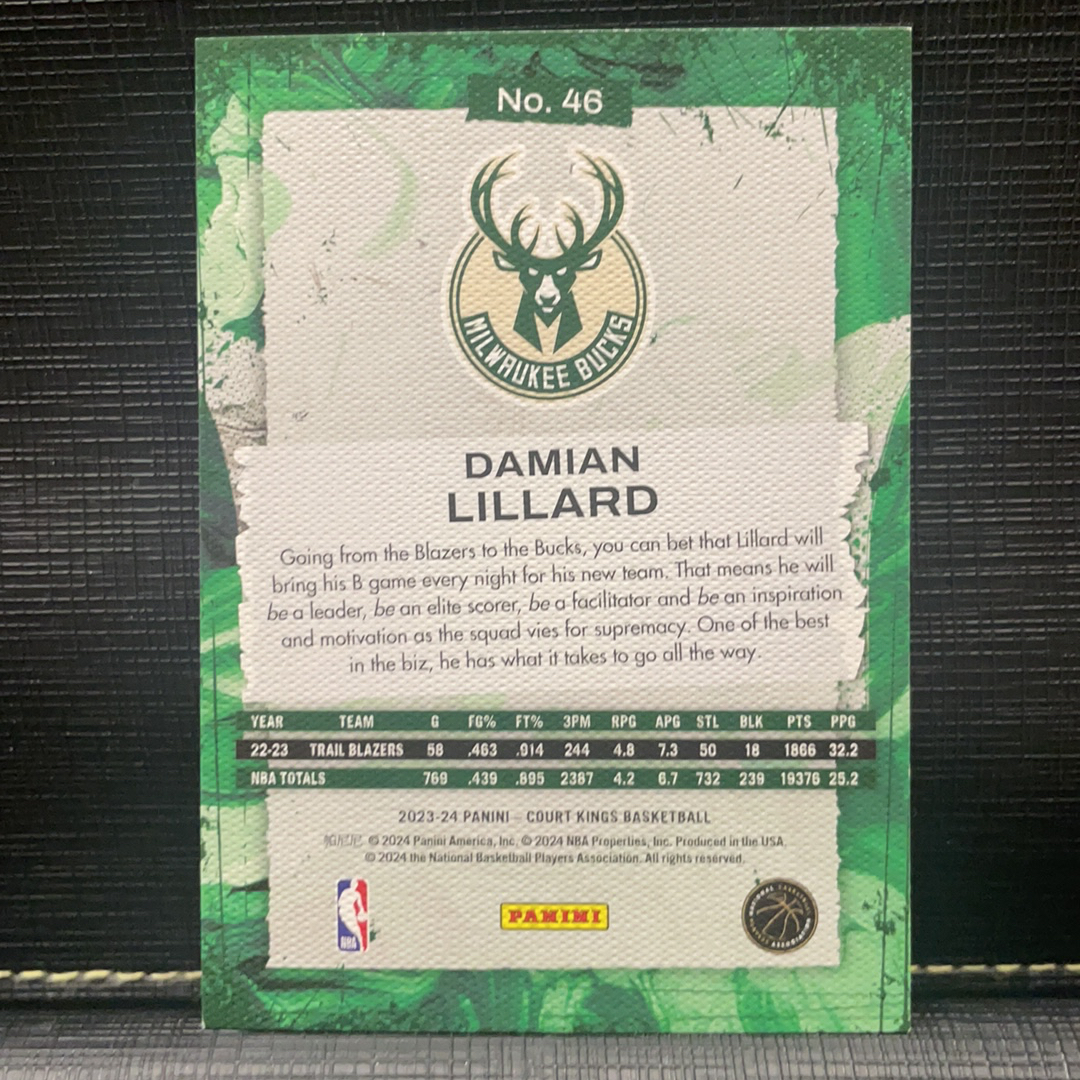 No. 46
MILWAUKEE BUCKS
DAMIAN
LILLARD
Going from the Blazers to the Bucks, you can bet that Lillard will
bring his B game every night for his new team. That means he will
be a leader, be an elite scorer, be a facilitator and be an inspiration
and motivation as the squad vies for supremacy. One of the best
in the biz, he has what it takes to go all the way.
YEAR TEAM G FG% FT% 3PM RPG APG STL BLK PTS PPG
22-23 TRAIL BLAZERS 58 .463 .914 244 4.8 7.3 50 18 1866 32.2
NBA TOTALS 769 .439 .895 2387 4.2 6.7 732 239 19376 25.2
2023-24 PANINI – COURT KINGS BASKETBALL
© 2024 Panini America, Inc. © 2024 NBA Properties, Inc. Produced in the USA.
© 2024 the National Basketball Players Association. All rights reserved.
NBA
PANINI
NATIONAL BASKETBALL
PLAYERS ASSOCIATION